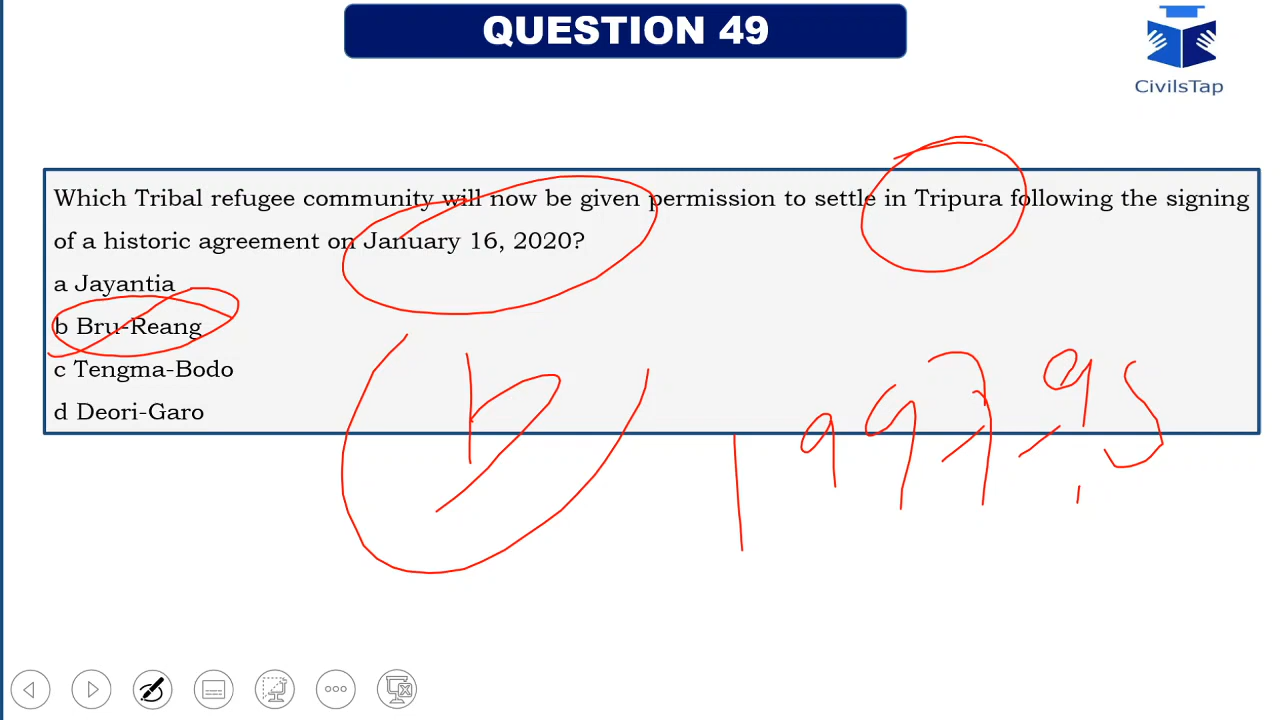 QUESTION 49
CivilsTap
Which Tribal refugee community will now be given permission to settle in Tripura following the signing
of a historic agreement on January 16, 2020?
a Jayantia
b Bru-Reang
c Tengma-Bodo
d Deori-Garo
b
1997 95